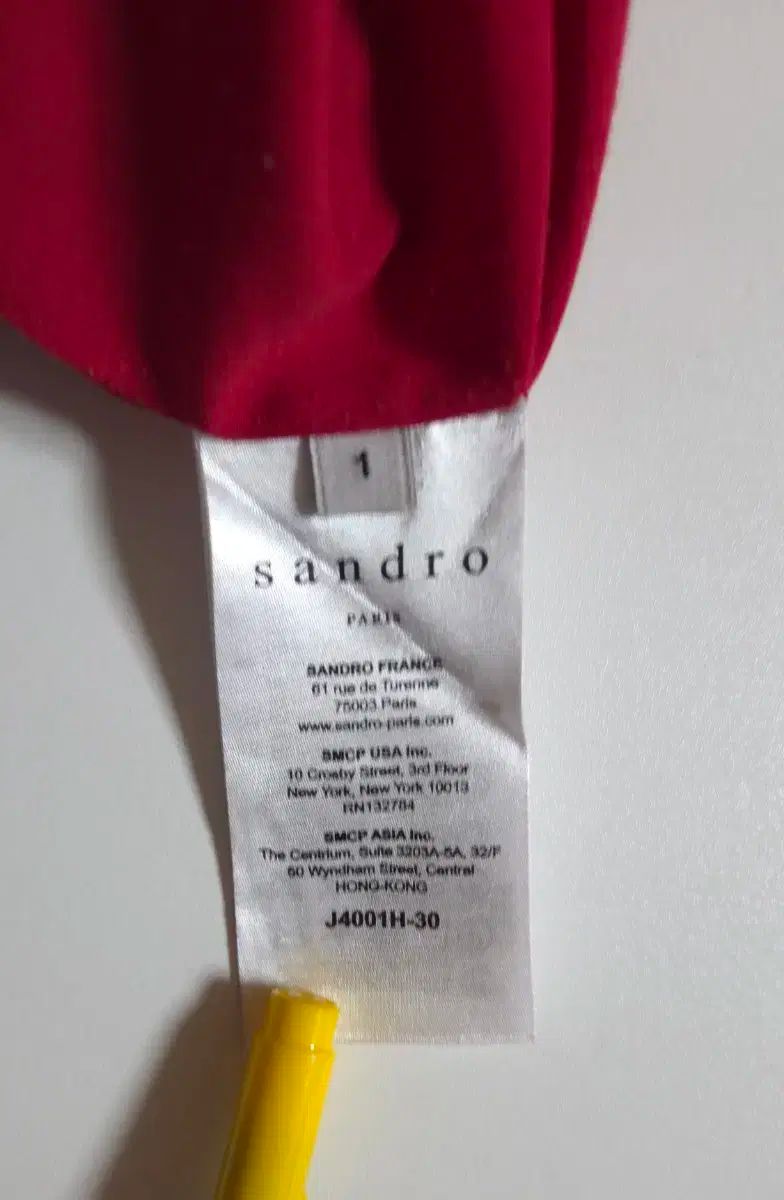 1
sandro
PARIS
SANDRO FRANCE
61 rue de Turenne
75003 Paris
www.sandro-paris.com
SMCP USA Inc.
10 Crosby Street, 3rd Floor
New York, New York 10013
RN132784
SMCP ASIA Inc.
The Centrium, Suite 3203A-5A, 32/F
60 Wyndham Street, Central
HONG-KONG
J4001H-30